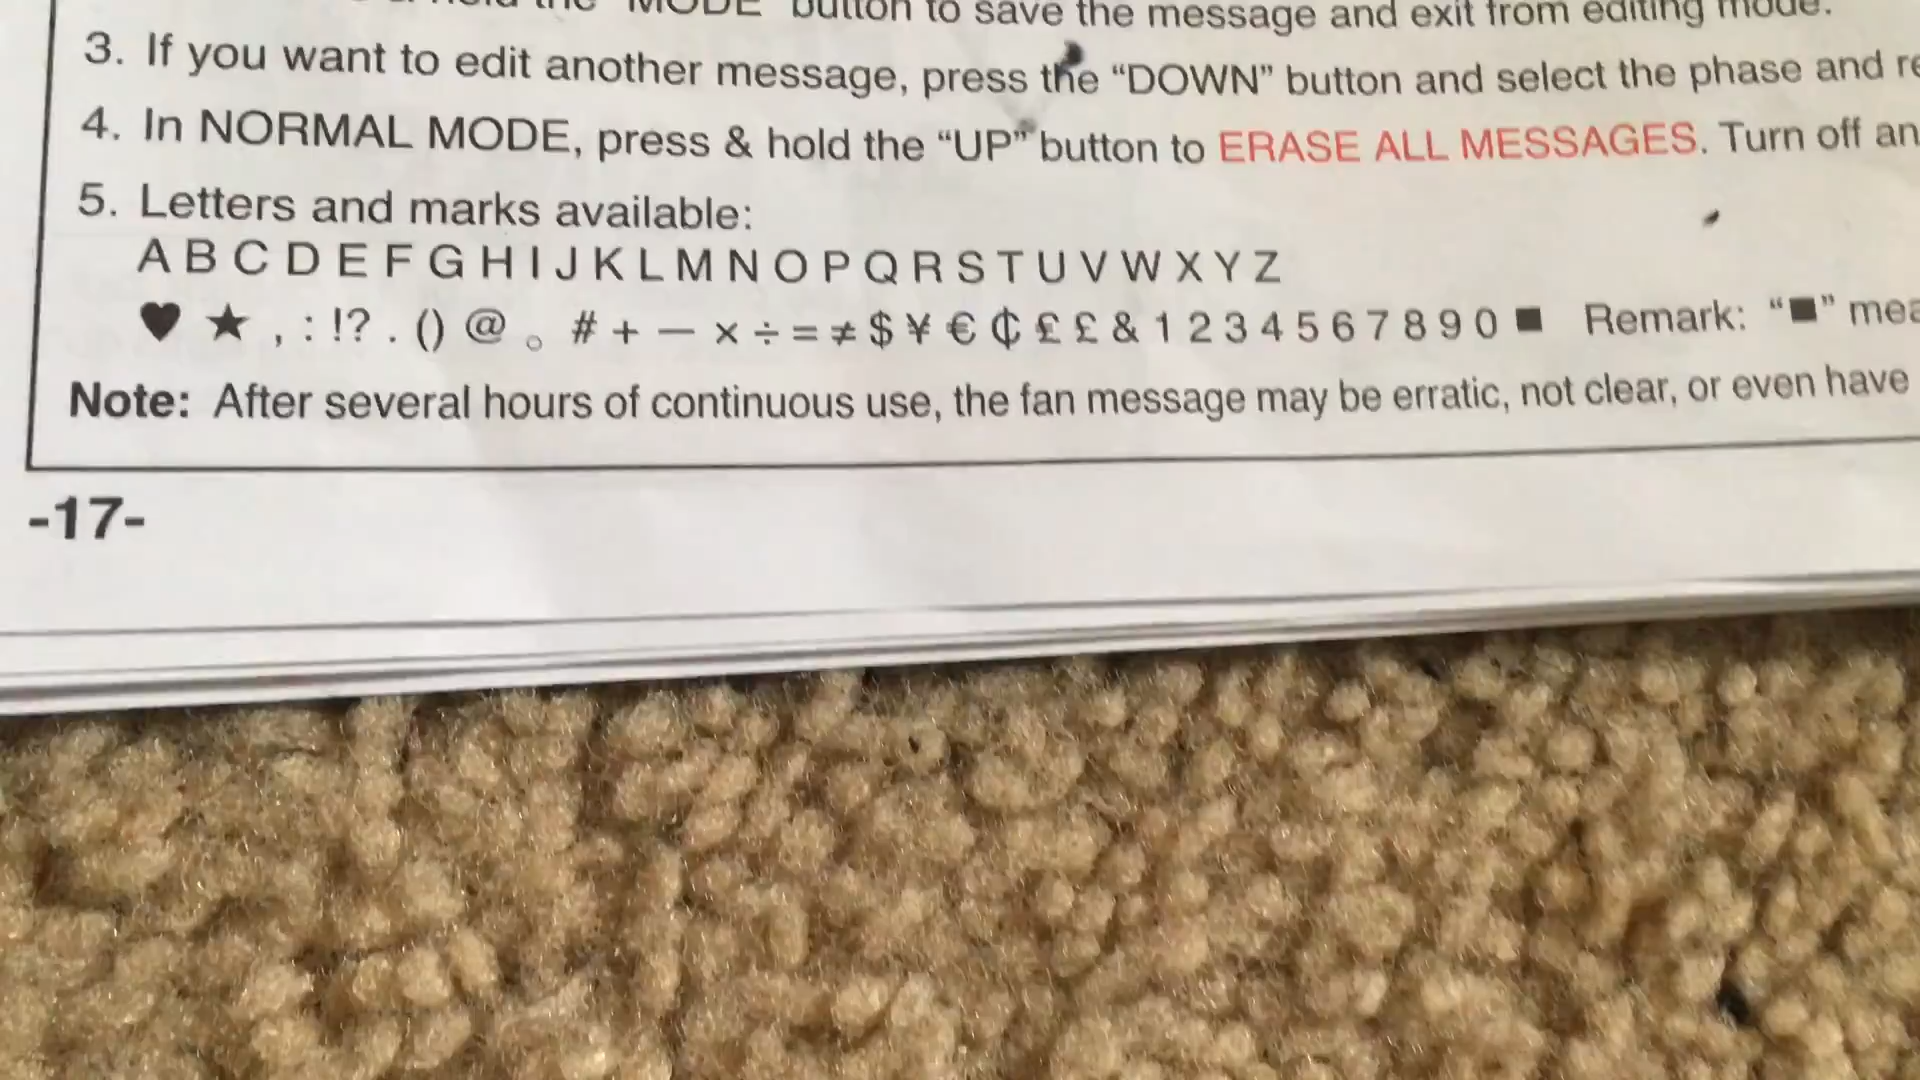 the "MODE" button to save the message and exit from editing mode.
3. If you want to edit another message, press the "DOWN" button and select the phase and
4. In NORMAL MODE, press & hold the "UP" button to ERASE ALL MESSAGES. Turn off
5. Letters and marks available:
A B C D E F G H I J K L M N O P Q R S T U V W X Y Z
♥ ★ , : !? . () @ 。 # + — × ÷ = ≠ $ ¥ € ₵ £ £ & 1 2 3 4 5 6 7 8 9 0 ■ Remark: "■"
Note: After several hours of continuous use, the fan message may be erratic, not clear, or even have
-17-